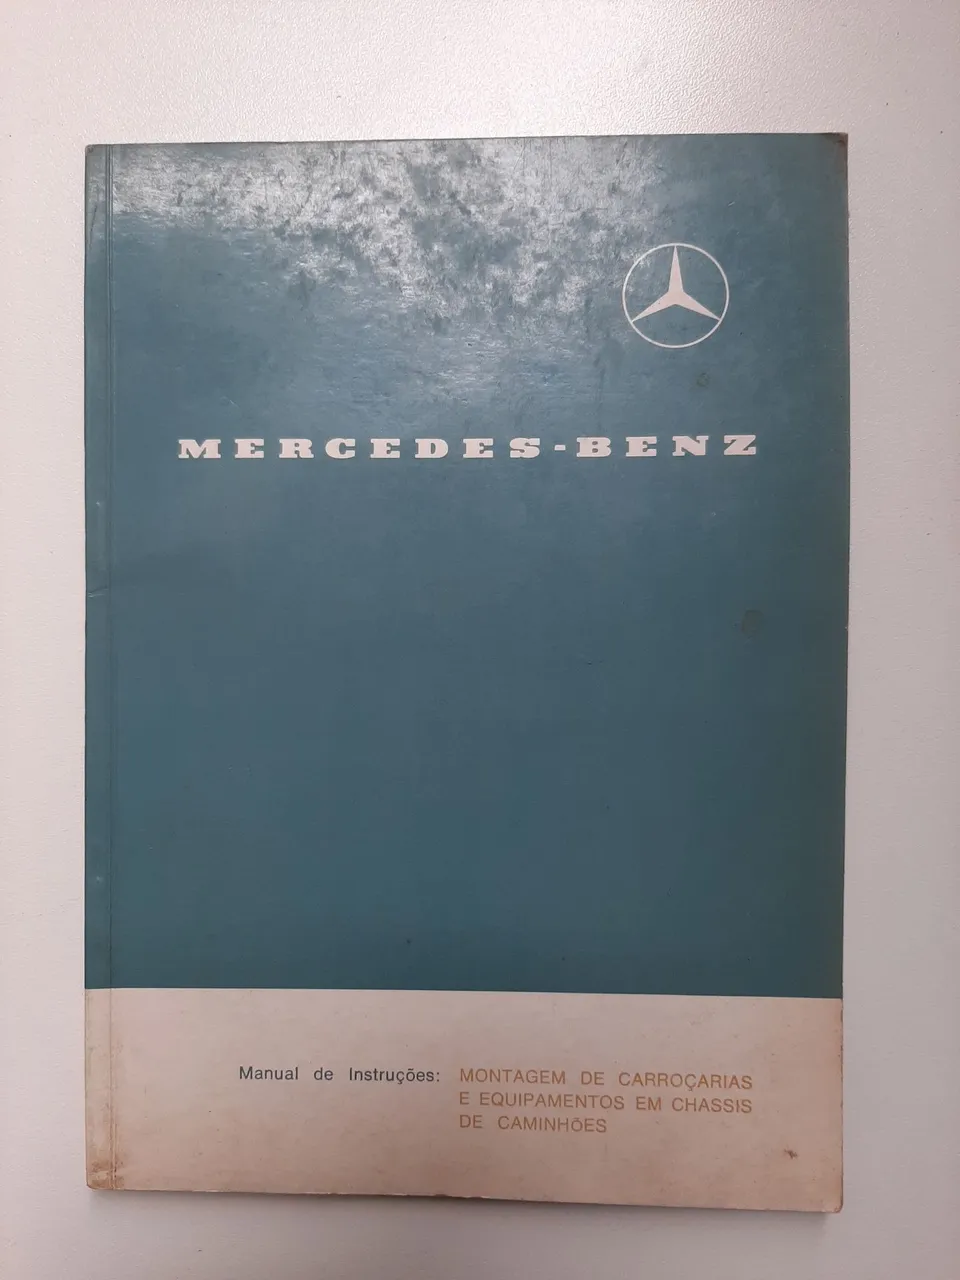 MERCEDES-BENZ
Manual de Instruções: MONTAGEM DE CARROÇARIAS
E EQUIPAMENTOS EM CHASSIS
DE CAMINHÕES